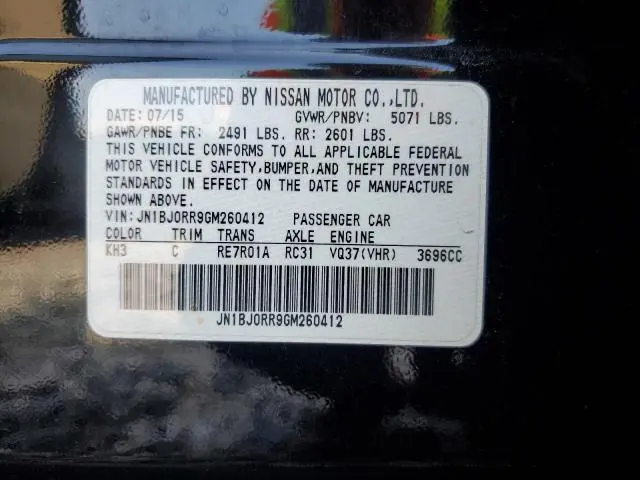 MANUFACTURED BY NISSAN MOTOR CO.,LTD.
DATE: 07/15 GVWR/PNBV: 5071 LBS.
GAWR/PNBE FR: 2491 LBS. RR: 2601 LBS.
THIS VEHICLE CONFORMS TO ALL APPLICABLE FEDERAL
MOTOR VEHICLE SAFETY,BUMPER,AND THEFT PREVENTION
STANDARDS IN EFFECT ON THE DATE OF MANUFACTURE
SHOWN ABOVE.
VIN: JN1BJ0RR9GM260412 PASSENGER CAR
COLOR TRIM TRANS AXLE ENGINE
KH3 C RE7R01A RC31 VQ37(VHR) 3696CC
JN1BJ0RR9GM260412